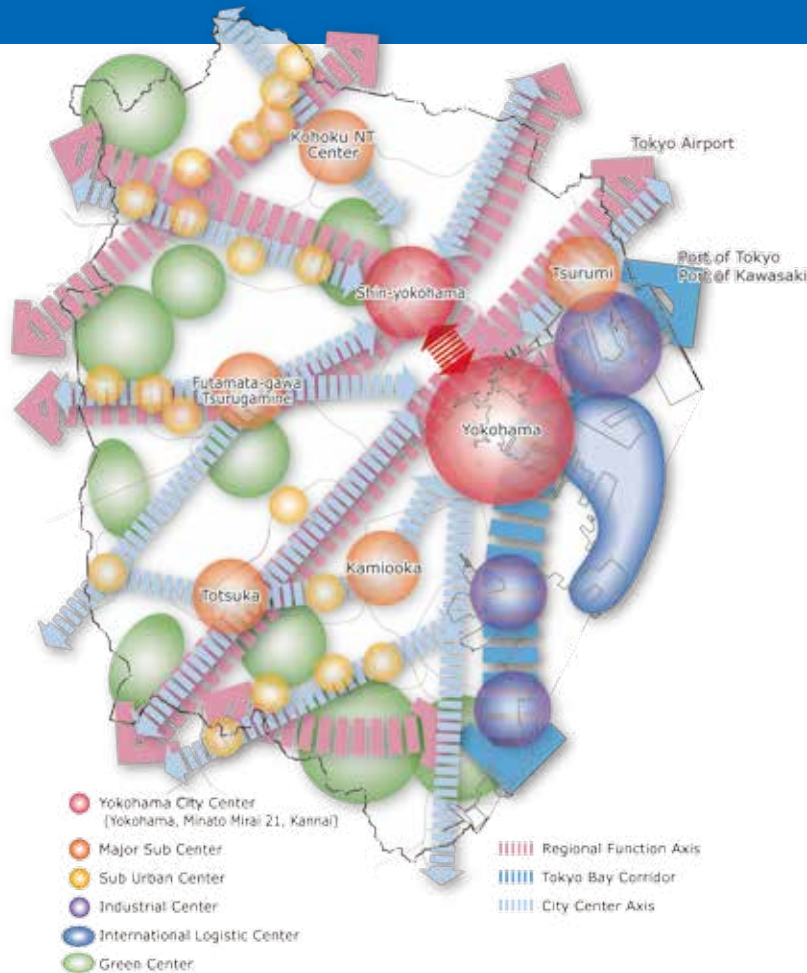 Kohoku NT
Center
Tokyo Airport
Port of Tokyo
Port of Kawasaki
Tsurumi
Shin-yokohama
Futamata-gawa
Tsurugamine
Yokohama
Kamiooka
Totsuka
Yokohama City Center
[Yokohama, Minato Mirai 21, Kannai]
Major Sub Center
Sub Urban Center
Industrial Center
International Logistic Center
Green Center
Regional Function Axis
Tokyo Bay Corridor
City Center Axis